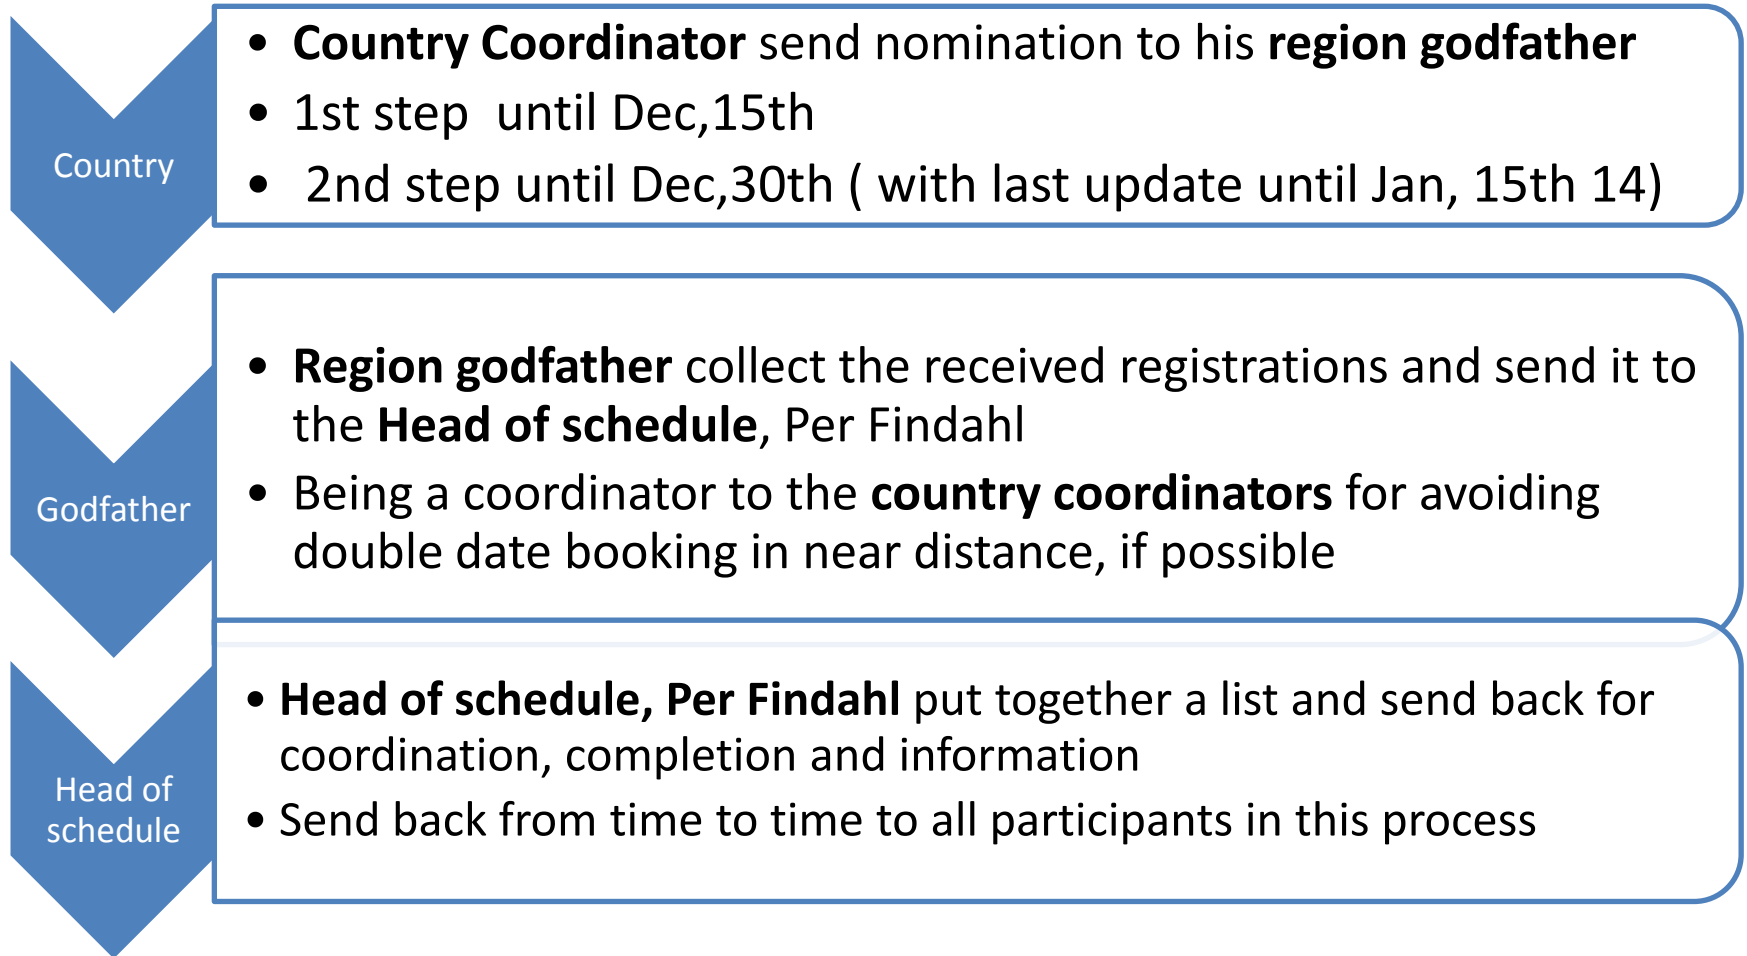 Country
• Country Coordinator send nomination to his region godfather
• 1st step  until Dec,15th
•  2nd step until Dec,30th ( with last update until Jan, 15th 14)
Godfather
• Region godfather collect the received registrations and send it to
the Head of schedule, Per Findahl
• Being a coordinator to the country coordinators for avoiding
double date booking in near distance, if possible
Head of
schedule
• Head of schedule, Per Findahl put together a list and send back for
coordination, completion and information
• Send back from time to time to all participants in this process